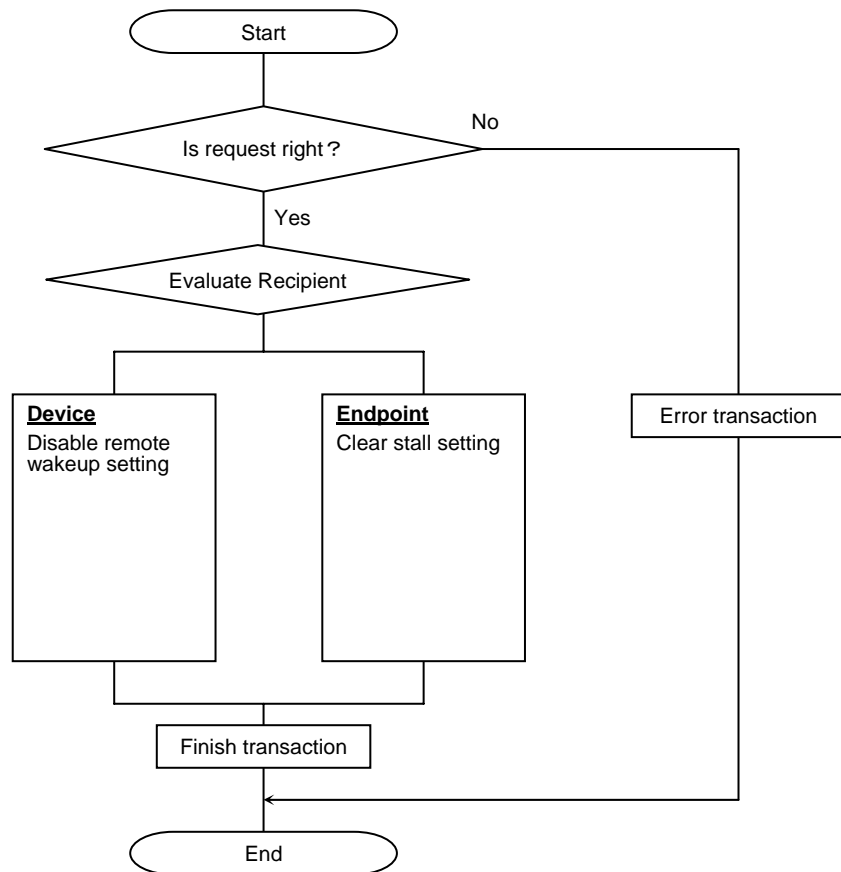 Start
No
Is request right？
Yes
Evaluate Recipient
Device
Disable remote
wakeup setting
Endpoint
Clear stall setting
Error transaction
Finish transaction
End